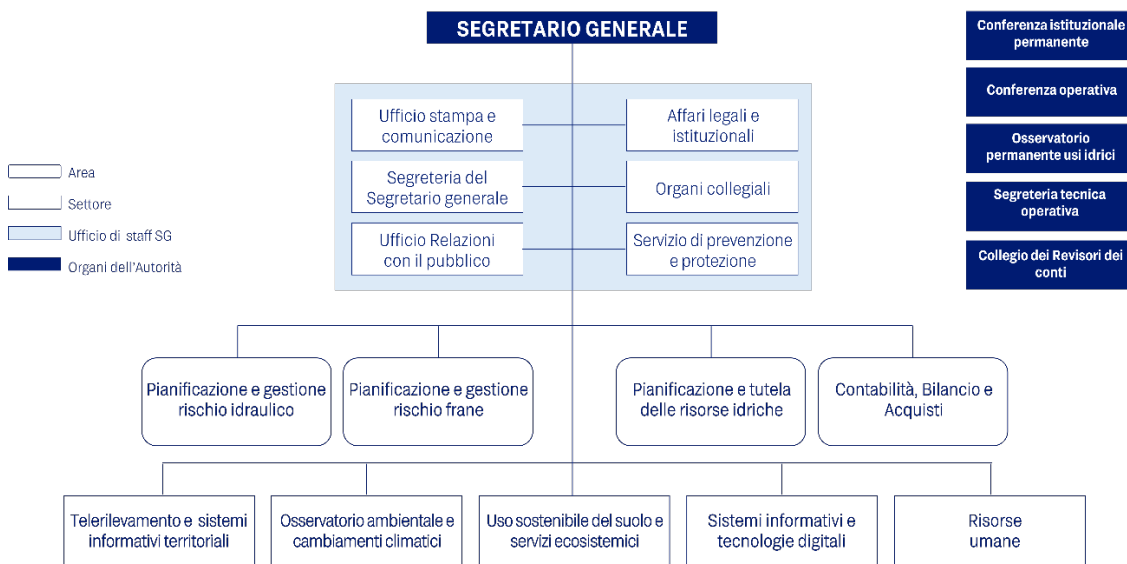 SEGRETARIO GENERALE
Conferenza istituzionale
permanente
Conferenza operativa
Osservatorio
permanente usi idrici
Segreteria tecnica
operativa
Collegio dei Revisori dei
conti
Area
Settore
Ufficio di staff SG
Organi dell'Autorità
Ufficio stampa e
comunicazione
Affari legali e
istituzionali
Segreteria del
Segretario generale
Organi collegiali
Ufficio Relazioni
con il pubblico
Servizio di prevenzione
e protezione
Pianificazione e gestione
rischio idraulico
Pianificazione e gestione
rischio frane
Pianificazione e tutela
delle risorse idriche
Contabilità, Bilancio e
Acquisti
Telerilevamento e sistemi
informativi territoriali
Osservatorio ambientale e
cambiamenti climatici
Uso sostenibile del suolo e
servizi ecosistemici
Sistemi informativi e
tecnologie digitali
Risorse
umane